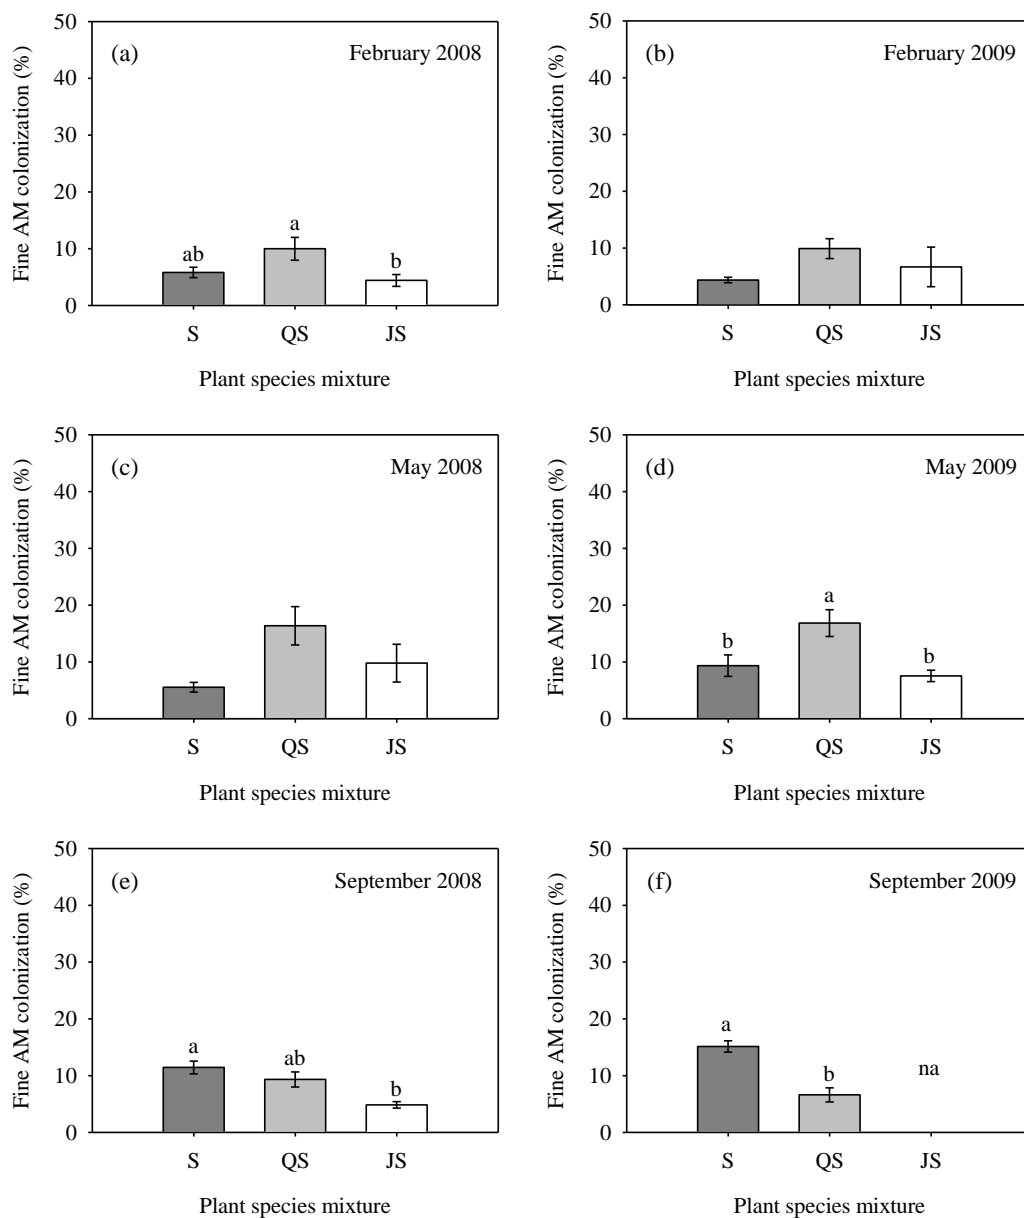 (a)
February 2008
Fine AM colonization (%)
50
40
30
20
10
0
ab
a
b
S
QS
JS
Plant species mixture
(b)
February 2009
Fine AM colonization (%)
50
40
30
20
10
0
S
QS
JS
Plant species mixture
(c)
May 2008
Fine AM colonization (%)
50
40
30
20
10
0
S
QS
JS
Plant species mixture
(d)
May 2009
Fine AM colonization (%)
50
40
30
20
10
0
b
a
b
S
QS
JS
Plant species mixture
(e)
September 2008
Fine AM colonization (%)
50
40
30
20
10
0
a
ab
b
S
QS
JS
Plant species mixture
(f)
September 2009
Fine AM colonization (%)
50
40
30
20
10
0
a
b
na
S
QS
JS
Plant species mixture